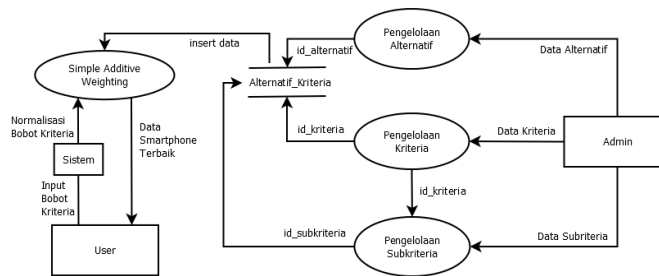 insert data
Simple Additive
Weighting
Normalisasi
Bobot Kriteria
Sistem
Input
Bobot
Kriteria
User
Data
Smartphone
Terbaik
Alternatif_Kriteria
id_alternatif
id_kriteria
id_subkriteria
Pengelolaan
Alternatif
Pengelolaan
Kriteria
id_kriteria
Pengelolaan
Subkriteria
Data Alternatif
Data Kriteria
Data Subriteria
Admin